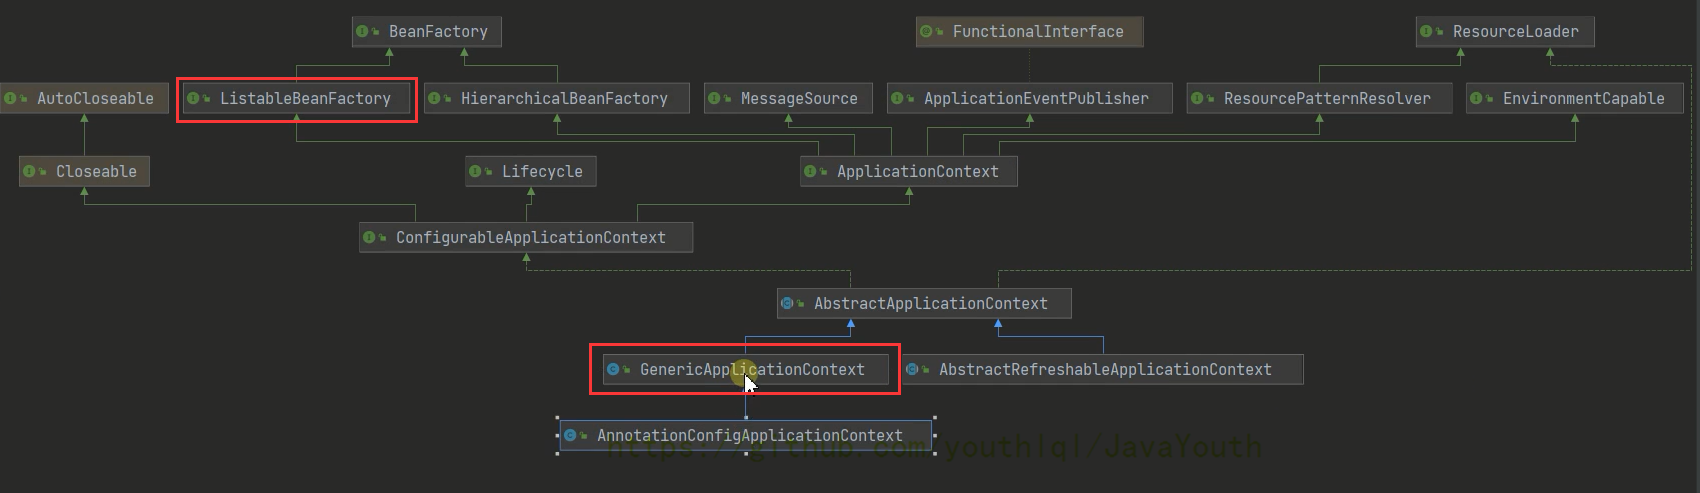 BeanFactory
FunctionalInterface
ResourceLoader
AutoCloseable
ListableBeanFactory
HierarchicalBeanFactory
MessageSource
ApplicationEventPublisher
ResourcePatternResolver
EnvironmentCapable
Closeable
Lifecycle
ApplicationContext
ConfigurableApplicationContext
AbstractApplicationContext
GenericApplicationContext
AbstractRefreshableApplicationContext
AnnotationConfigApplicationContext
https://github.com/youthlql/JavaYouth